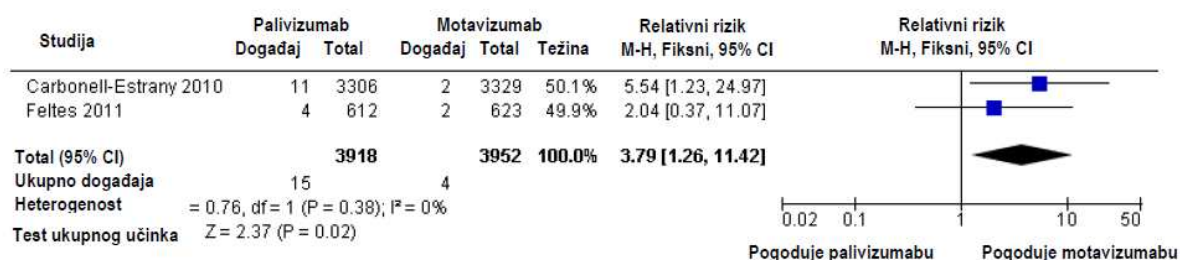 Palivizumab Motavizumab Relativni rizik Relativni rizik
Studija Događaj Total Događaj Total Težina M-H, Fiksni, 95% CI M-H, Fiksni, 95% CI
Carbonell-Estrany 2010 11 3306 2 3329 50.1% 5.54 [1.23, 24.97]
Feltes 2011 4 612 2 623 49.9% 2.04 [0.37, 11.07]
Total (95% CI) 3918 3952 100.0% 3.79 [1.26, 11.42]
Ukupno događaja 15 4
Heterogenost = 0.76, df = 1 (P = 0.38); I² = 0%
Test ukupnog učinka Z = 2.37 (P = 0.02)
0.02 0.1 1 10 50
Pogoduje palivizumabu Pogoduje motavizumabu